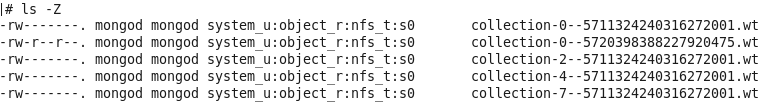 # ls -Z
-rw-------. mongod mongod system_u:object_r:nfs_t:s0       collection-0--5711324240316272001.wt
-rw-r--r--. mongod mongod system_u:object_r:nfs_t:s0       collection-0--5720398388227920475.wt
-rw-------. mongod mongod system_u:object_r:nfs_t:s0       collection-2--5711324240316272001.wt
-rw-------. mongod mongod system_u:object_r:nfs_t:s0       collection-4--5711324240316272001.wt
-rw-------. mongod mongod system_u:object_r:nfs_t:s0       collection-7--5711324240316272001.wt